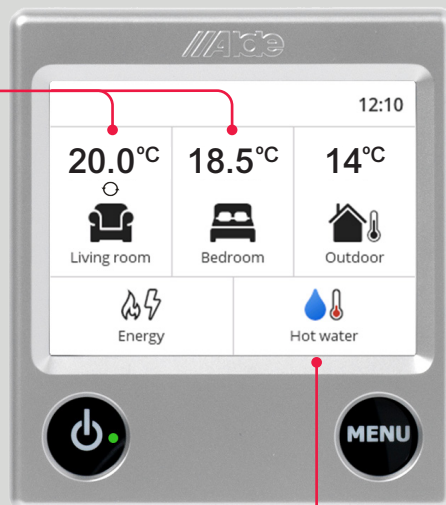 Alde
12:10
20.0°C 18.5°C 14°C
Living room Bedroom Outdoor
Energy Hot water
MENU